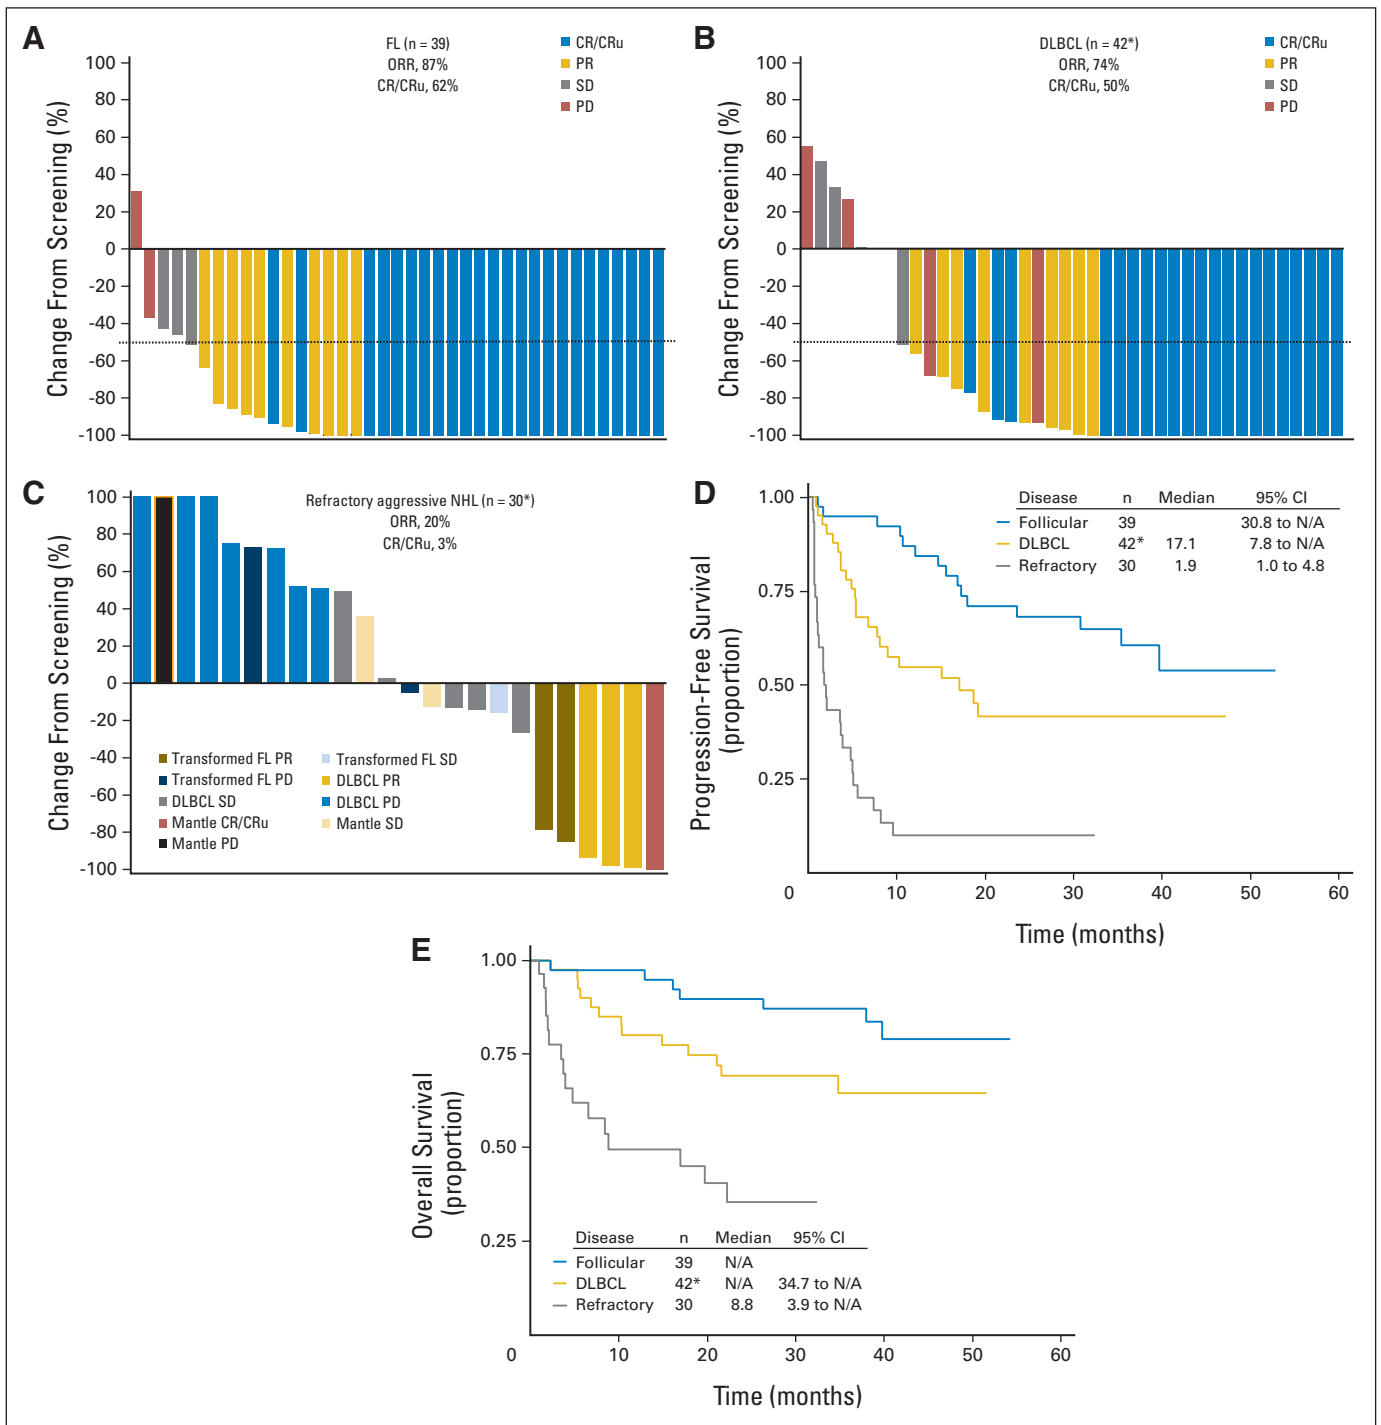 A
FL (n = 39)
ORR, 87%
CR/CRu, 62%
CR/CRu
PR
SD
PD
Change From Screening (%)
100
80
60
40
20
0
-20
-40
-60
-80
-100
B
DLBCL (n = 42*)
ORR, 74%
CR/CRu, 50%
CR/CRu
PR
SD
PD
Change From Screening (%)
100
80
60
40
20
0
-20
-40
-60
-80
-100
C
Refractory aggressive NHL (n = 30*)
ORR, 20%
CR/CRu, 3%
Change From Screening (%)
100
80
60
40
20
0
-20
-40
-60
-80
-100
Transformed FL PR
Transformed FL PD
DLBCL SD
Mantle CR/CRu
Mantle PD
Transformed FL SD
DLBCL PR
DLBCL PD
Mantle SD
D
Disease n Median 95% CI
Follicular 39 30.8 to N/A
DLBCL 42* 17.1 7.8 to N/A
Refractory 30 1.9 1.0 to 4.8
Progression-Free Survival
(proportion)
1.00
0.75
0.50
0.25
0 10 20 30 40 50 60
Time (months)
E
Overall Survival
(proportion)
1.00
0.75
0.50
0.25
Disease n Median 95% CI
Follicular 39 N/A
DLBCL 42* N/A 34.7 to N/A
Refractory 30 8.8 3.9 to N/A
0 10 20 30 40 50 60
Time (months)